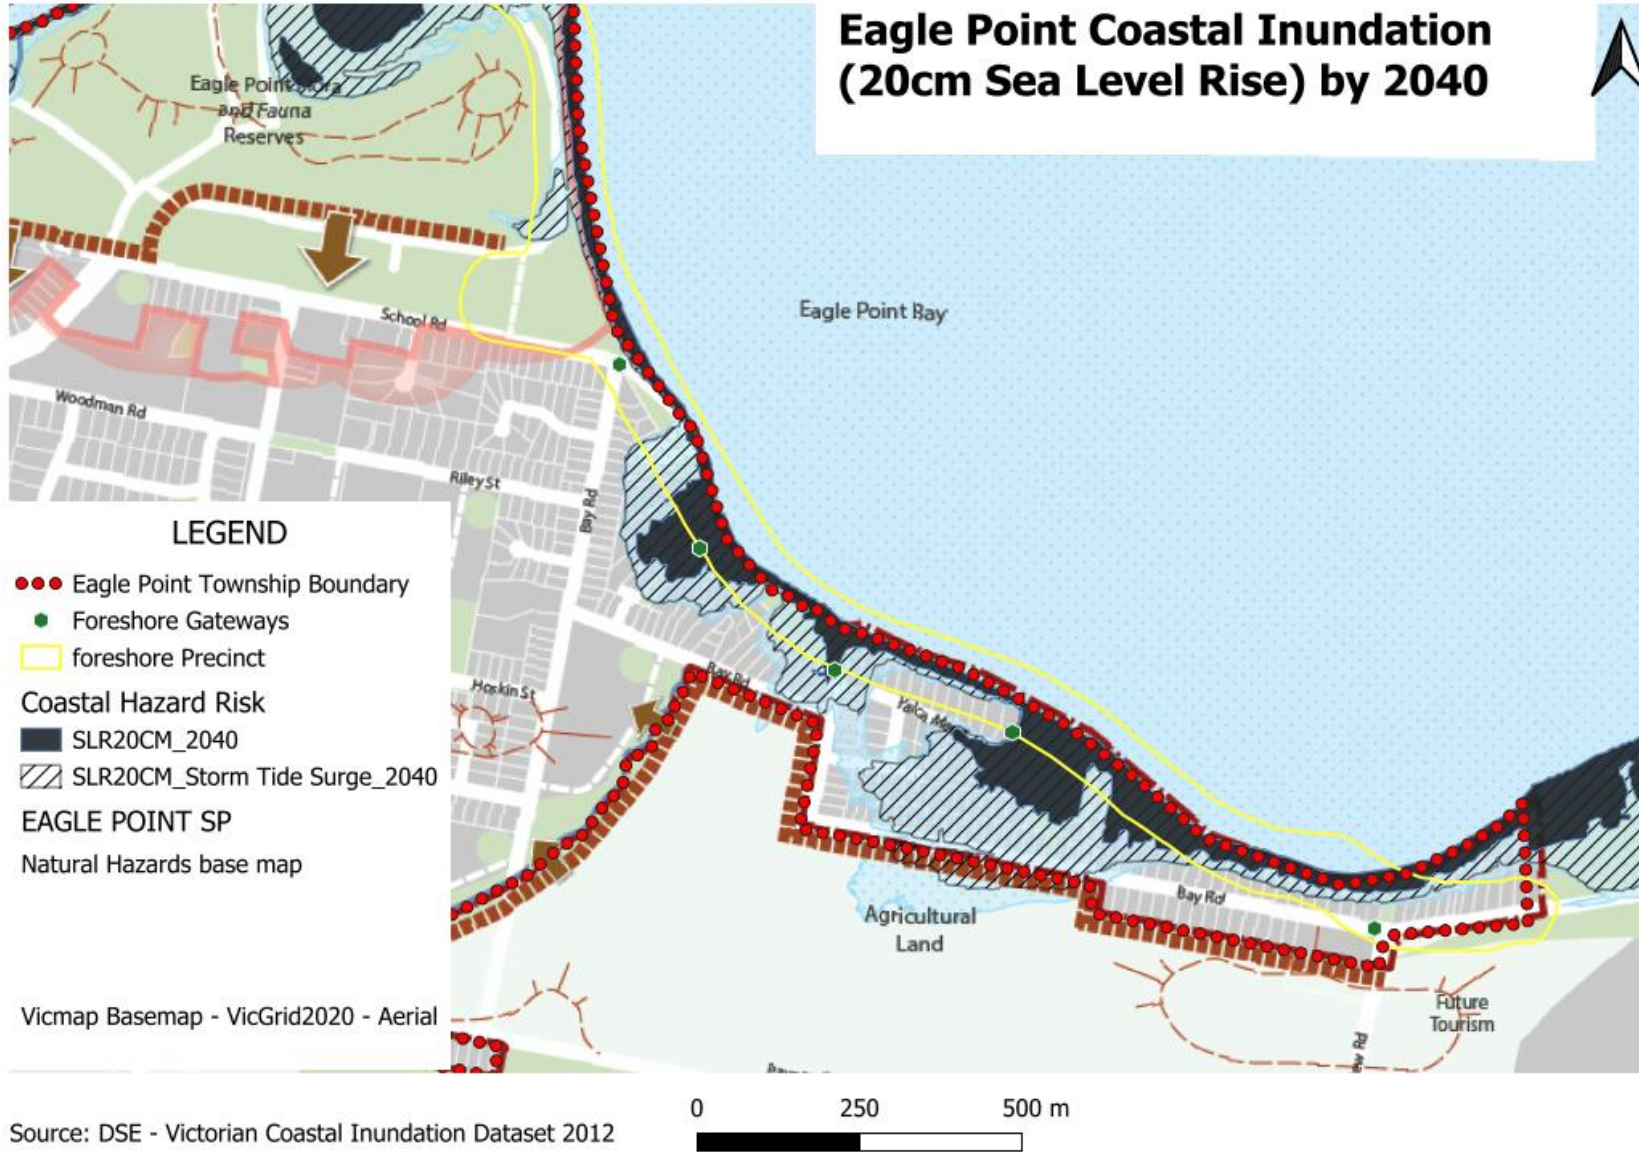 Eagle Point Coastal Inundation
(20cm Sea Level Rise) by 2040
Eagle Point Flora
and Fauna
Reserves
Eagle Point Bay
School Rd
Woodman Rd
Riley St
Bay Rd
Hoskin St
Bay Rd
Yalca
Bay Rd
Agricultural
Land
Future
Tourism
Rd
LEGEND
Eagle Point Township Boundary
Foreshore Gateways
foreshore Precinct
Coastal Hazard Risk
SLR20CM_2040
SLR20CM_Storm Tide Surge_2040
EAGLE POINT SP
Natural Hazards base map
Vicmap Basemap - VicGrid2020 - Aerial
0 250 500 m
Source: DSE - Victorian Coastal Inundation Dataset 2012